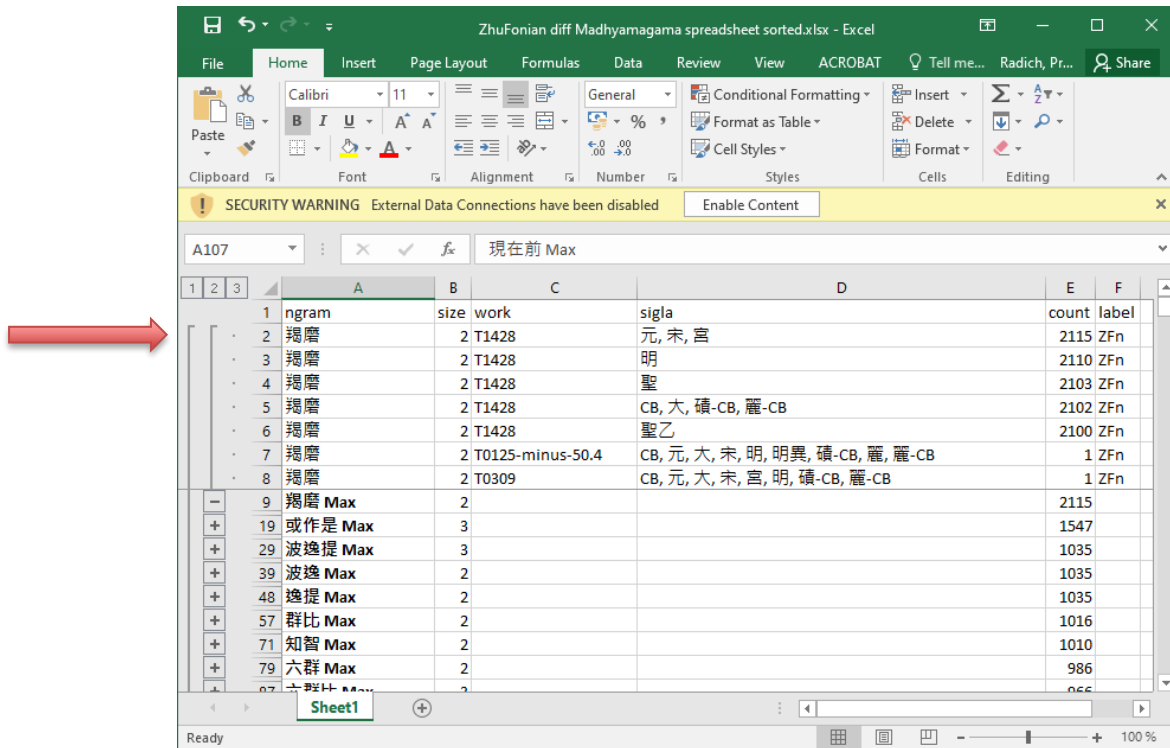 ZhuFonian diff Madhyamagama spreadsheet sorted.xlsx - Excel
File Home Insert Page Layout Formulas Data Review View ACROBAT Tell me... Radich, Pr... Share
Calibri 11 General Conditional Formatting Insert
Paste B I U A A % , Format as Table Delete
Cell Styles Format
Clipboard Font Alignment Number Styles Cells Editing
SECURITY WARNING External Data Connections have been disabled Enable Content
A107 fx 現在前 Max
1 2 3 A B C D E F
1 ngram size work sigla count label
2 羯磨 2 T1428 元, 宋, 宮 2115 ZFn
3 羯磨 2 T1428 明 2110 ZFn
4 羯磨 2 T1428 聖 2103 ZFn
5 羯磨 2 T1428 CB, 大, 磧-CB, 麗-CB 2102 ZFn
6 羯磨 2 T1428 聖乙 2100 ZFn
7 羯磨 2 T0125-minus-50.4 CB, 元, 大, 宋, 明, 明異, 磧-CB, 麗, 麗-CB 1 ZFn
8 羯磨 2 T0309 CB, 元, 大, 宋, 宮, 明, 磧-CB, 麗-CB 1 ZFn
9 羯磨 Max 2 2115
19 或作是 Max 3 1547
29 波逸提 Max 3 1035
39 波逸 Max 2 1035
48 逸提 Max 2 1035
57 群比 Max 2 1016
71 知智 Max 2 1010
79 六群 Max 2 986
Sheet1
Ready 100 %